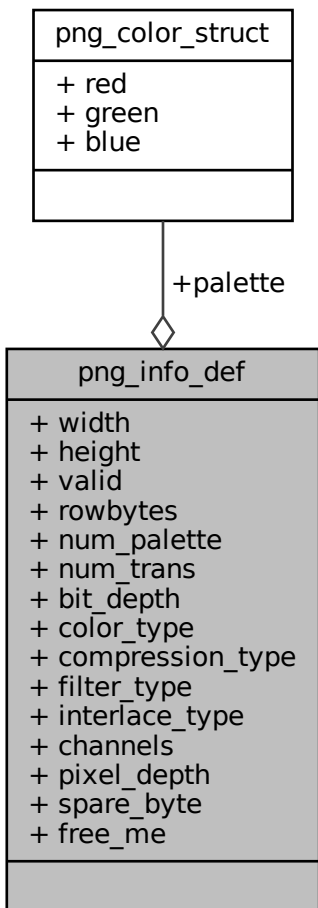 png_color_struct
+ red
+ green
+ blue
+palette
png_info_def
+ width
+ height
+ valid
+ rowbytes
+ num_palette
+ num_trans
+ bit_depth
+ color_type
+ compression_type
+ filter_type
+ interlace_type
+ channels
+ pixel_depth
+ spare_byte
+ free_me